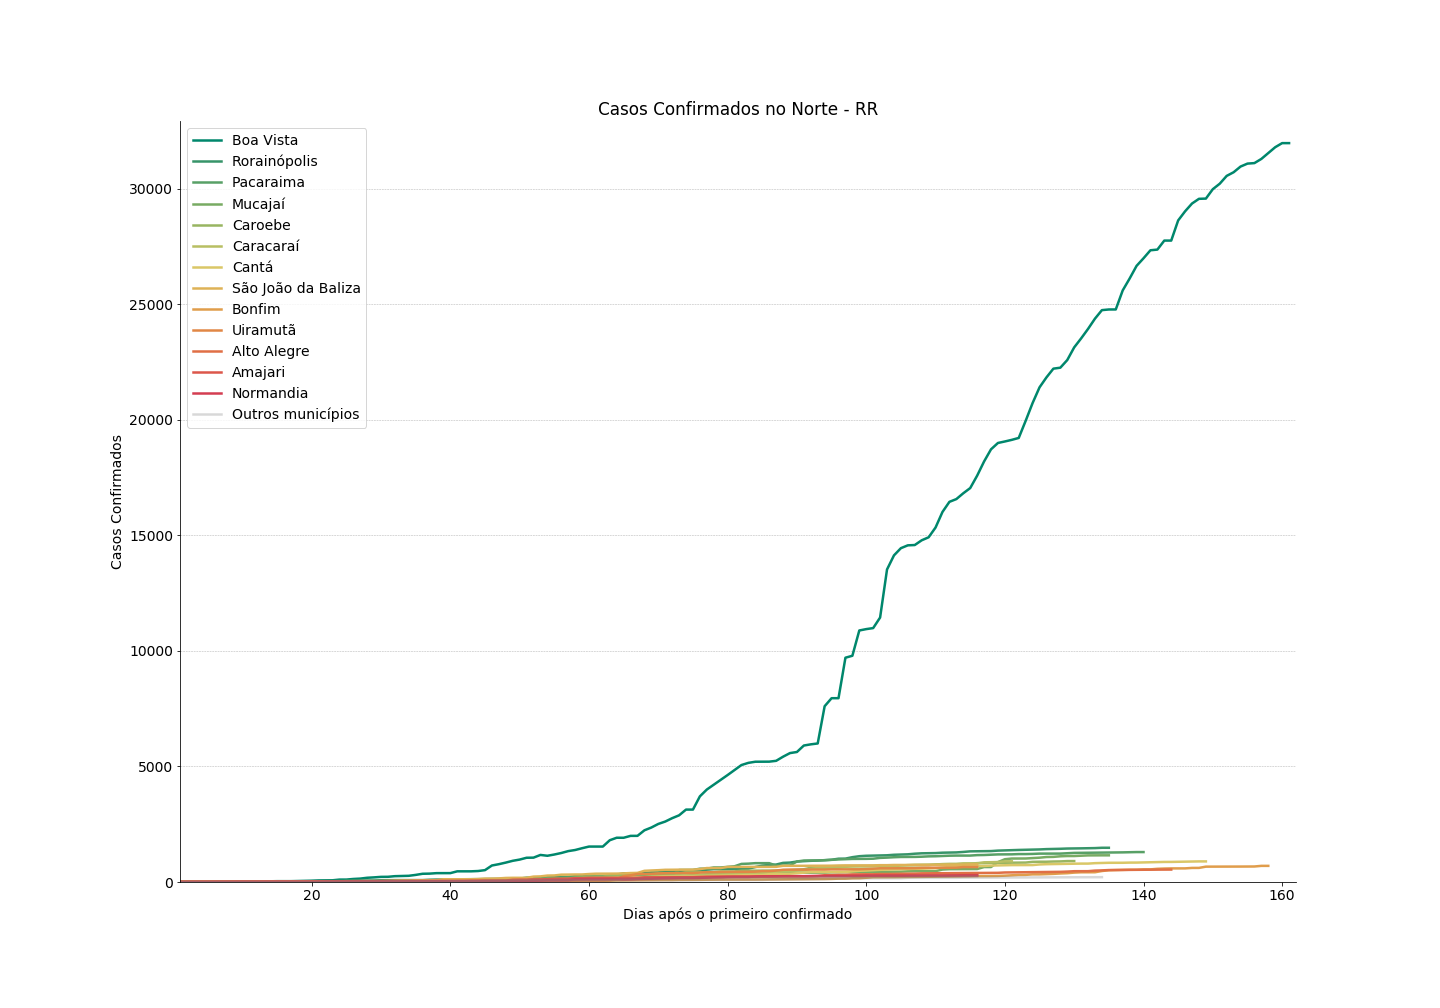 Casos Confirmados no Norte - RR
Boa Vista
Rorainópolis
Pacaraima
Mucajaí
Caroebe
Caracaraí
Cantá
São João da Baliza
Bonfim
Uiramutã
Alto Alegre
Amajari
Normandia
Outros municípios
30000
25000
20000
15000
10000
5000
0
Casos Confirmados
20 40 60 80 100 120 140 160
Dias após o primeiro confirmado